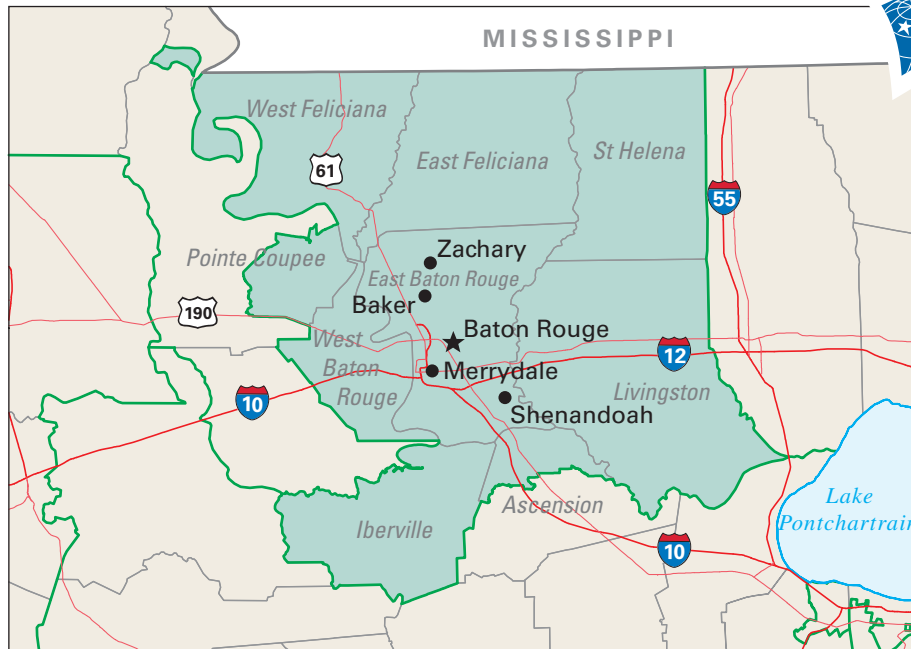 MISSISSIPPI
West Feliciana
East Feliciana
St Helena
61
55
Pointe Coupee
Zachary
East Baton Rouge
Baker
190
Baton Rouge
West
Baton
Rouge
12
Merrydale
Livingston
10
Shenandoah
Ascension
Iberville
Lake
Pontchartrain
10